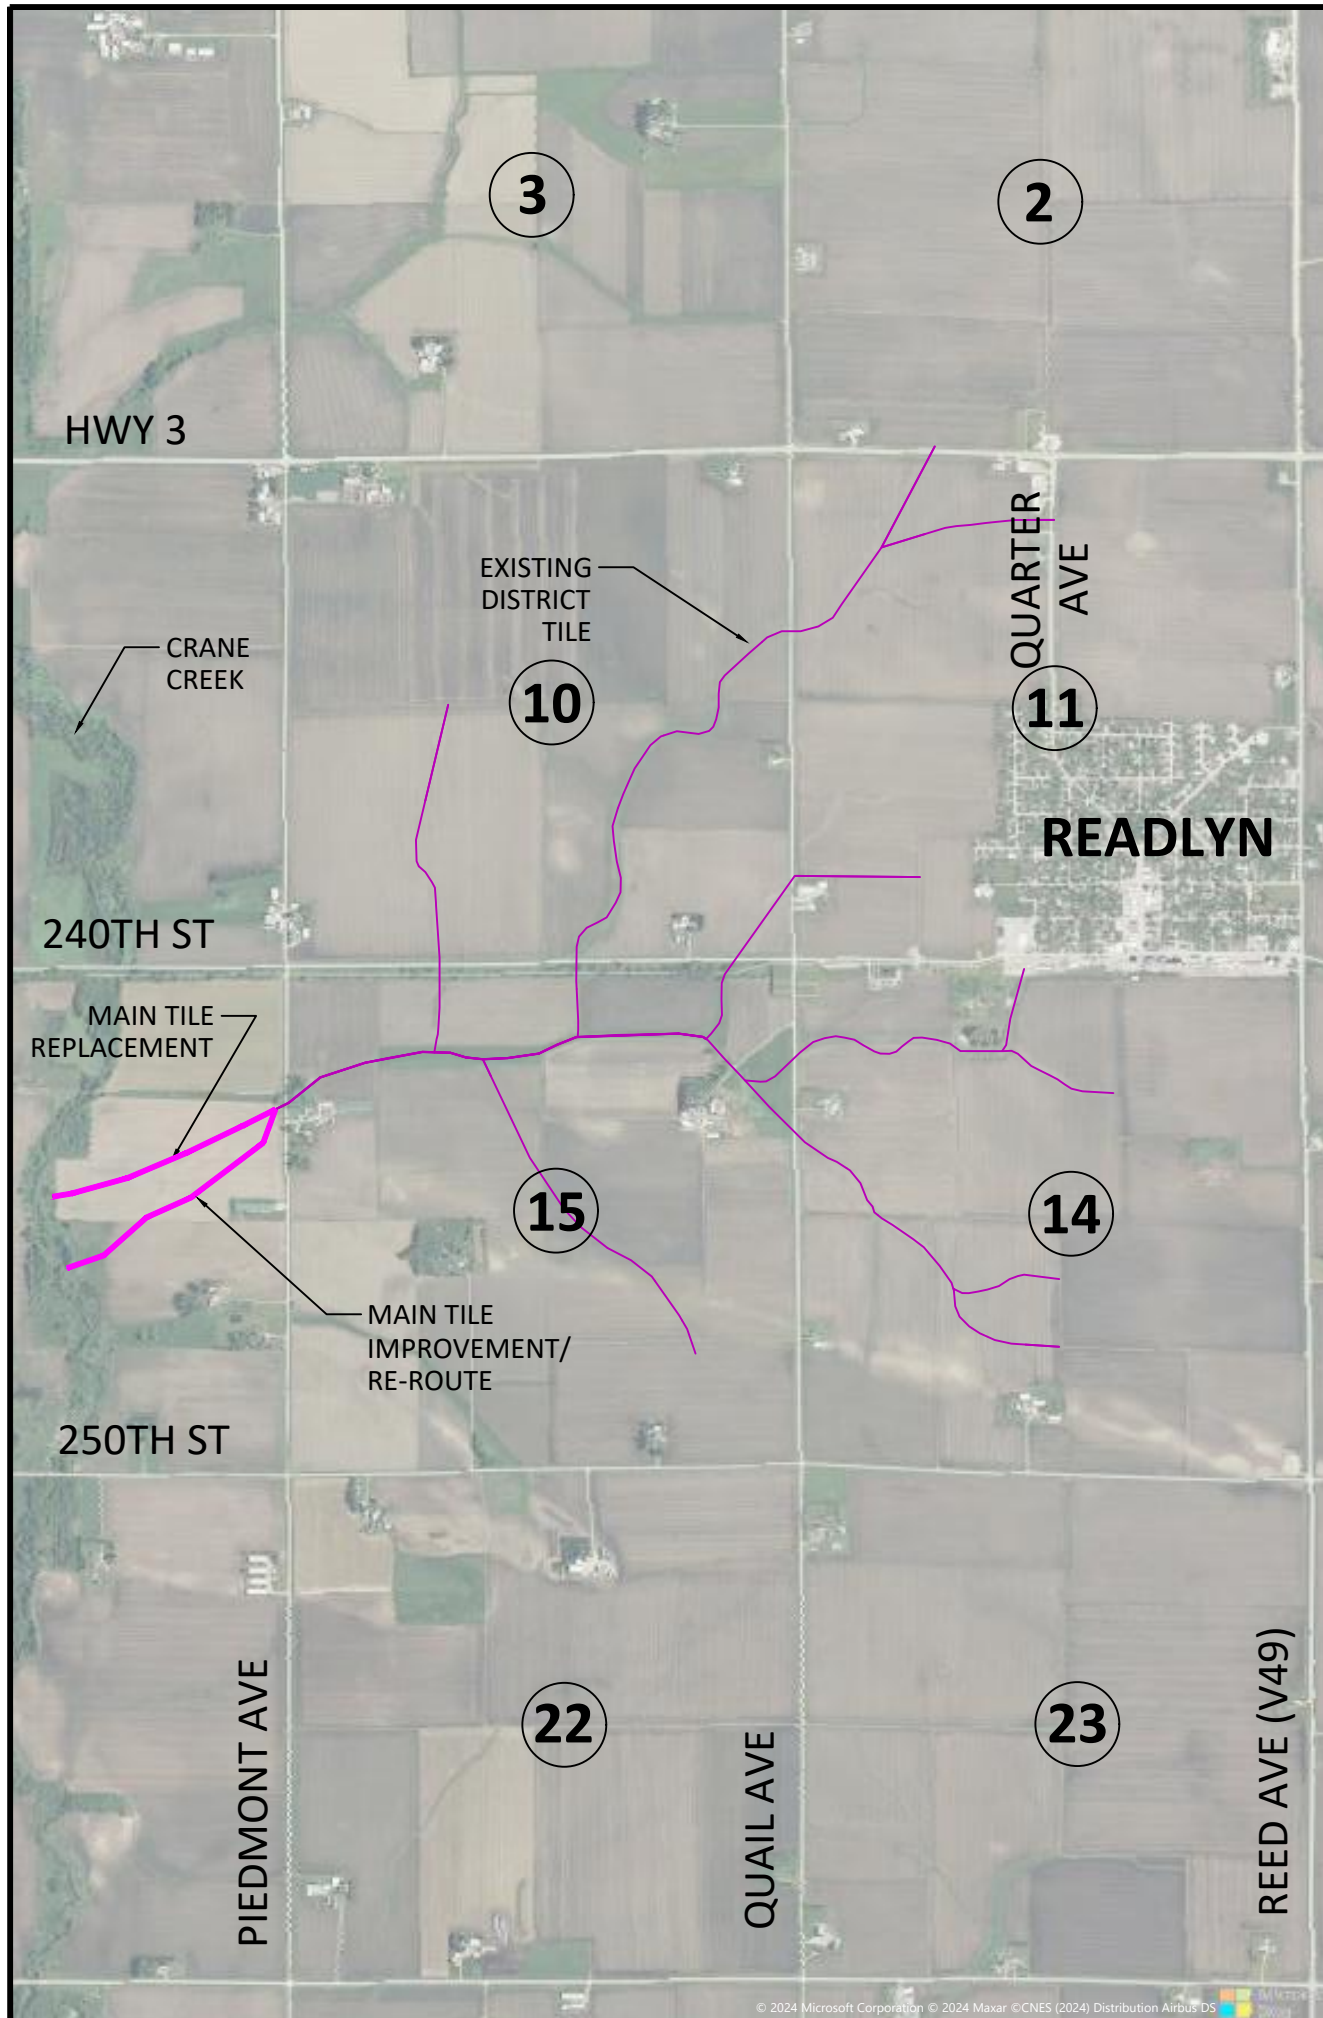 3
2
HWY 3
EXISTING
DISTRICT
TILE
QUARTER
AVE
CRANE
CREEK
10
11
READLYN
240TH ST
MAIN TILE
REPLACEMENT
15
14
MAIN TILE
IMPROVEMENT/
RE-ROUTE
250TH ST
PIEDMONT AVE
22
QUAIL AVE
23
REED AVE (V49)
© 2024 Microsoft Corporation © 2024 Maxar ©CNES (2024) Distribution Airbus DS